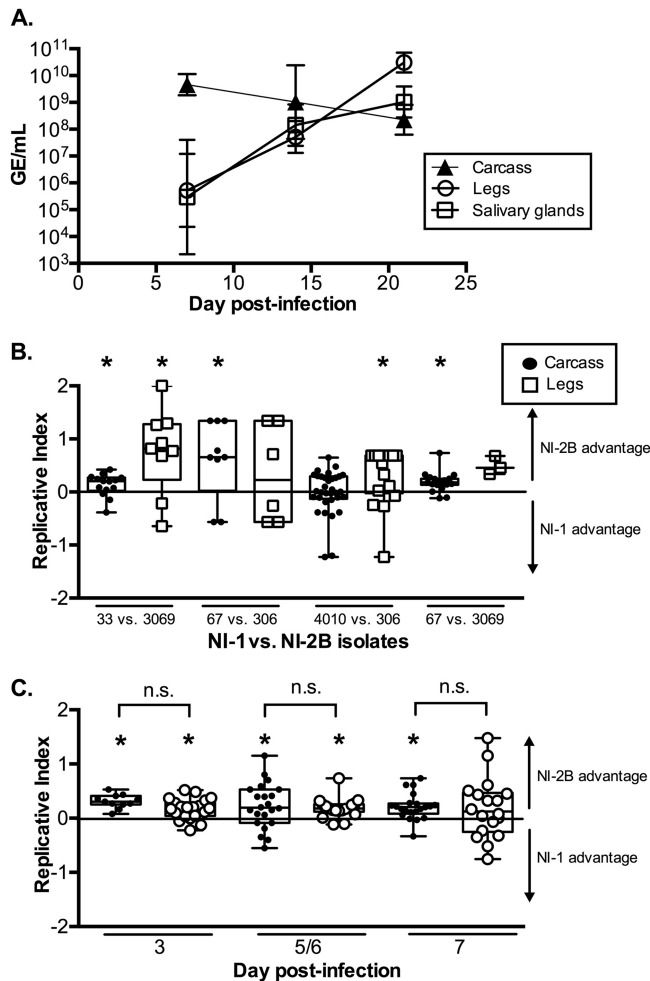 A.
10¹¹
10¹⁰
10⁹
10⁸
10⁷
10⁶
10⁵
10⁴
10³
GE/mL
0 5 10 15 20 25
Day post-infection
Carcass
Legs
Salivary glands
B.
* * * * *
Carcass
Legs
2
1
0
-1
-2
Replicative Index
NI-2B advantage
NI-1 advantage
33 vs. 3069 67 vs. 306 4010 vs. 306 67 vs. 3069
NI-1 vs. NI-2B isolates
C.
n.s. n.s. n.s.
* * * * *
2
1
0
-1
-2
Replicative Index
NI-2B advantage
NI-1 advantage
3 5/6 7
Day post-infection